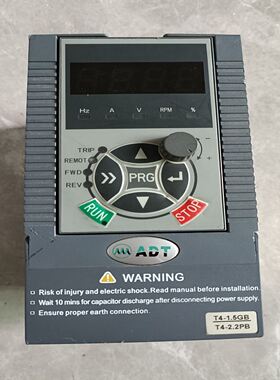 Hz A V RPM %
TRIP
REMOT
FWD
REV
PRG
- +
RUN
STOP
ADT
WARNING
Risk of injury and electric shock. Read manual before installation.
Wait 10 mins for capacitor discharge after disconnecting power supply.
Ensure proper earth connection.
T4-1.5GB
T4-2.2PB